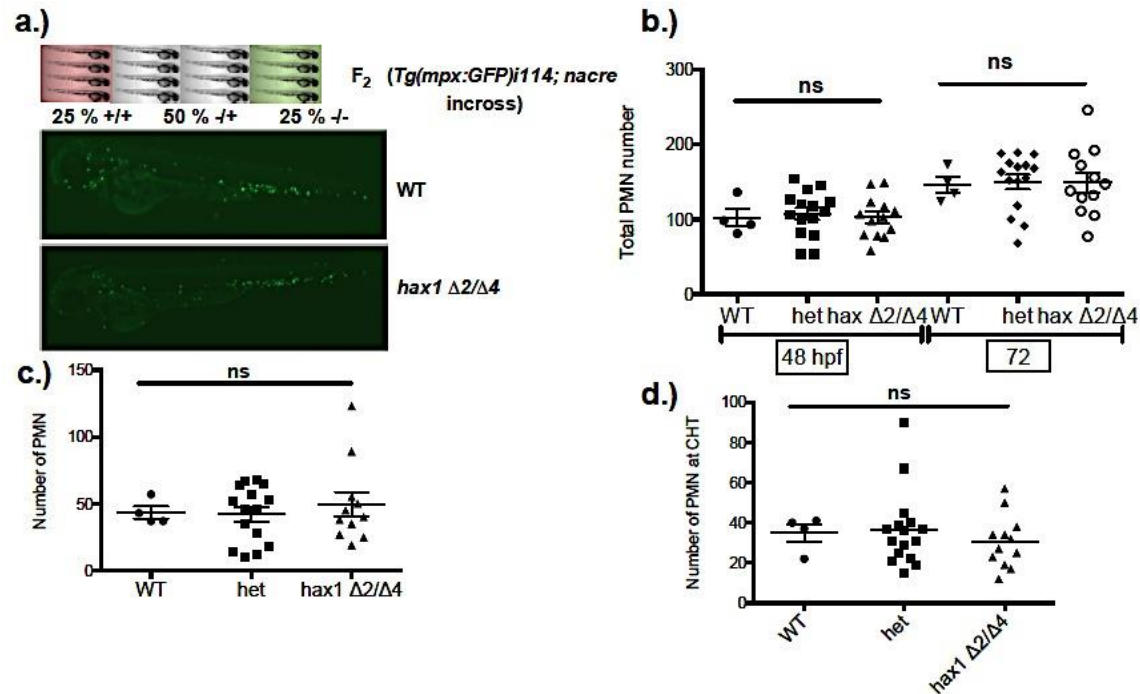 a.)
F2 (Tg(mpx:GFP)i114; nacre
incross)
25 % +/+ 50 % -/+ 25 % -/-
WT
hax1 Δ2/Δ4
b.)
ns
ns
Total PMN number
300
200
100
0
WT het hax Δ2/Δ4 WT het hax Δ2/Δ4
48 hpf 72
c.)
ns
Number of PMN
150
100
50
0
WT het hax1 Δ2/Δ4
d.)
ns
Number of PMN at CHT
100
80
60
40
20
0
WT het hax1 Δ2/Δ4